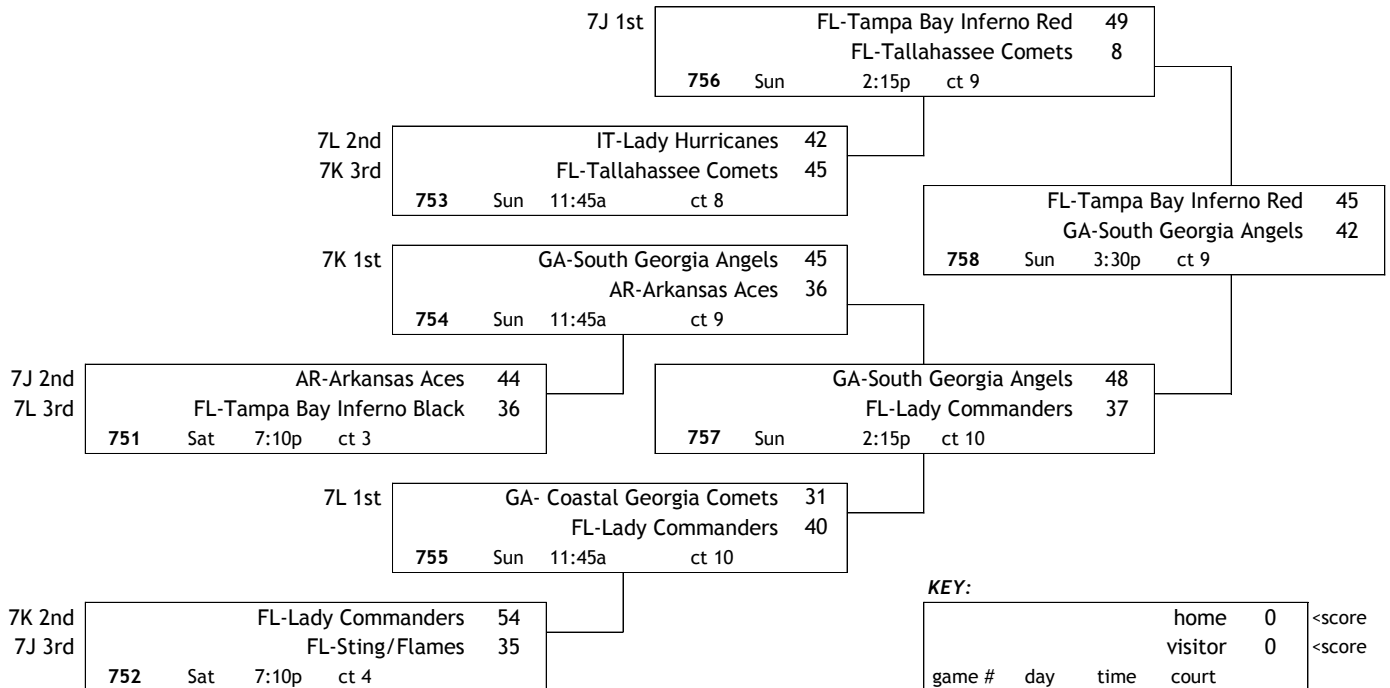 7J 1st FL-Tampa Bay Inferno Red 49
FL-Tallahassee Comets 8
756 Sun 2:15p ct 9
7L 2nd IT-Lady Hurricanes 42
7K 3rd FL-Tallahassee Comets 45
753 Sun 11:45a ct 8
FL-Tampa Bay Inferno Red 45
GA-South Georgia Angels 42
758 Sun 3:30p ct 9
7K 1st GA-South Georgia Angels 45
AR-Arkansas Aces 36
754 Sun 11:45a ct 9
7J 2nd AR-Arkansas Aces 44
7L 3rd FL-Tampa Bay Inferno Black 36
751 Sat 7:10p ct 3
GA-South Georgia Angels 48
FL-Lady Commanders 37
757 Sun 2:15p ct 10
7L 1st GA- Coastal Georgia Comets 31
FL-Lady Commanders 40
755 Sun 11:45a ct 10
7K 2nd FL-Lady Commanders 54
7J 3rd FL-Sting/Flames 35
752 Sat 7:10p ct 4
KEY:
home 0 <score
visitor 0 <score
game # day time court